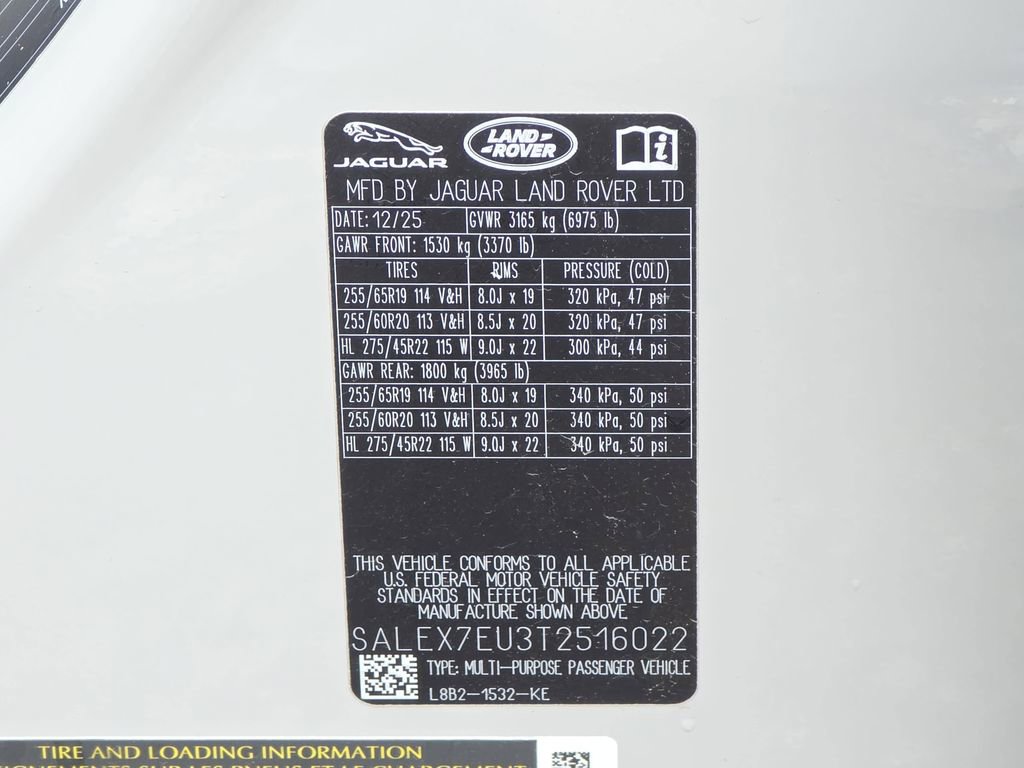 JAGUAR
LAND ROVER
MFD BY JAGUAR LAND ROVER LTD
DATE: 12/25 GVWR 3165 kg (6975 lb)
GAWR FRONT: 1530 kg (3370 lb)
TIRES RIMS PRESSURE (COLD)
255/65R19 114 V&H 8.0J x 19 320 kPa, 47 psi
255/60R20 113 V&H 8.5J x 20 320 kPa, 47 psi
HL 275/45R22 115 W 9.0J x 22 300 kPa, 44 psi
GAWR REAR: 1800 kg (3965 lb)
255/65R19 114 V&H 8.0J x 19 340 kPa, 50 psi
255/60R20 113 V&H 8.5J x 20 340 kPa, 50 psi
HL 275/45R22 115 W 9.0J x 22 340 kPa, 50 psi
THIS VEHICLE CONFORMS TO ALL APPLICABLE
U.S. FEDERAL MOTOR VEHICLE SAFETY
STANDARDS IN EFFECT ON THE DATE OF
MANUFACTURE SHOWN ABOVE
SALEX7EU3T2516022
TYPE: MULTI-PURPOSE PASSENGER VEHICLE
L8B2-1532-KE
TIRE AND LOADING INFORMATION
SUR LES PNEUS ET LE CHARGEMENT